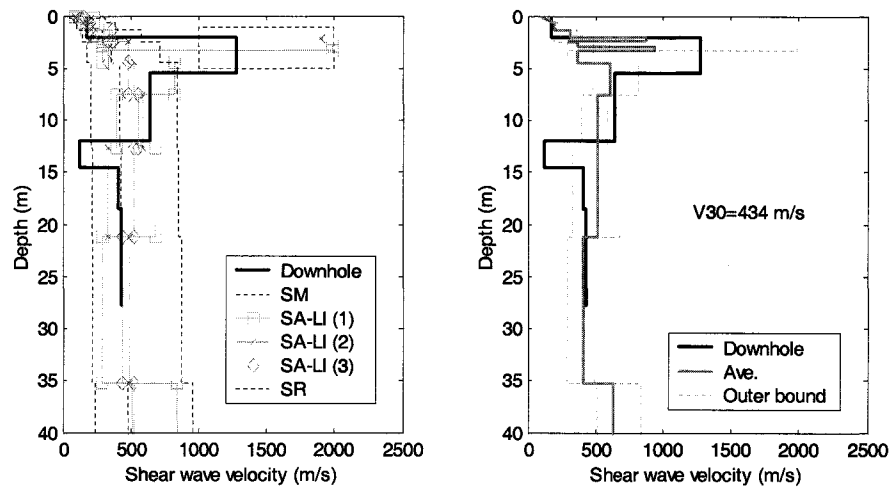 0
5
10
15
20
25
30
35
40
Depth (m)
0 500 1000 1500 2000 2500
Shear wave velocity (m/s)
Downhole
SM
SA-LI (1)
SA-LI (2)
SA-LI (3)
SR
0
5
10
15
20
25
30
35
40
Depth (m)
0 500 1000 1500 2000 2500
Shear wave velocity (m/s)
V30=434 m/s
Downhole
Ave.
Outer bound